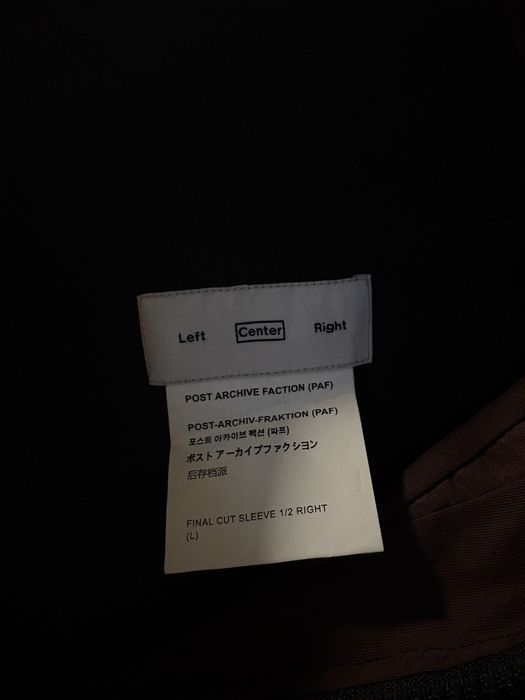 Left Center Right
POST ARCHIVE FACTION (PAF)
POST-ARCHIV-FRAKTION (PAF)
포스트 아카이브 팩션 (파프)
ポスト アーカイブファクション
后存档派
FINAL CUT SLEEVE 1/2 RIGHT
(L)